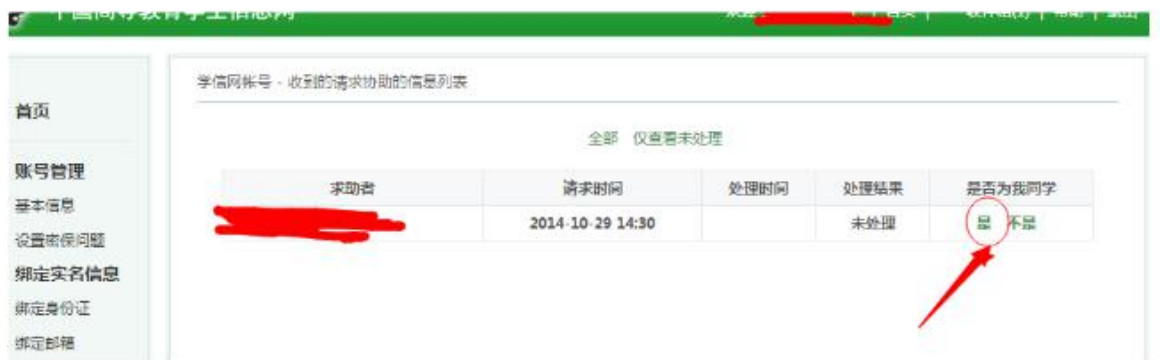 学信网帐号 - 收到的请求协助的信息列表
首页
全部 仅查看未处理
账号管理
求助者 请求时间 处理时间 处理结果 是否为我同学
基本信息
2014-10-29 14:30 未处理 是 不是
设置密保问题
绑定实名信息
绑定身份证
绑定邮箱